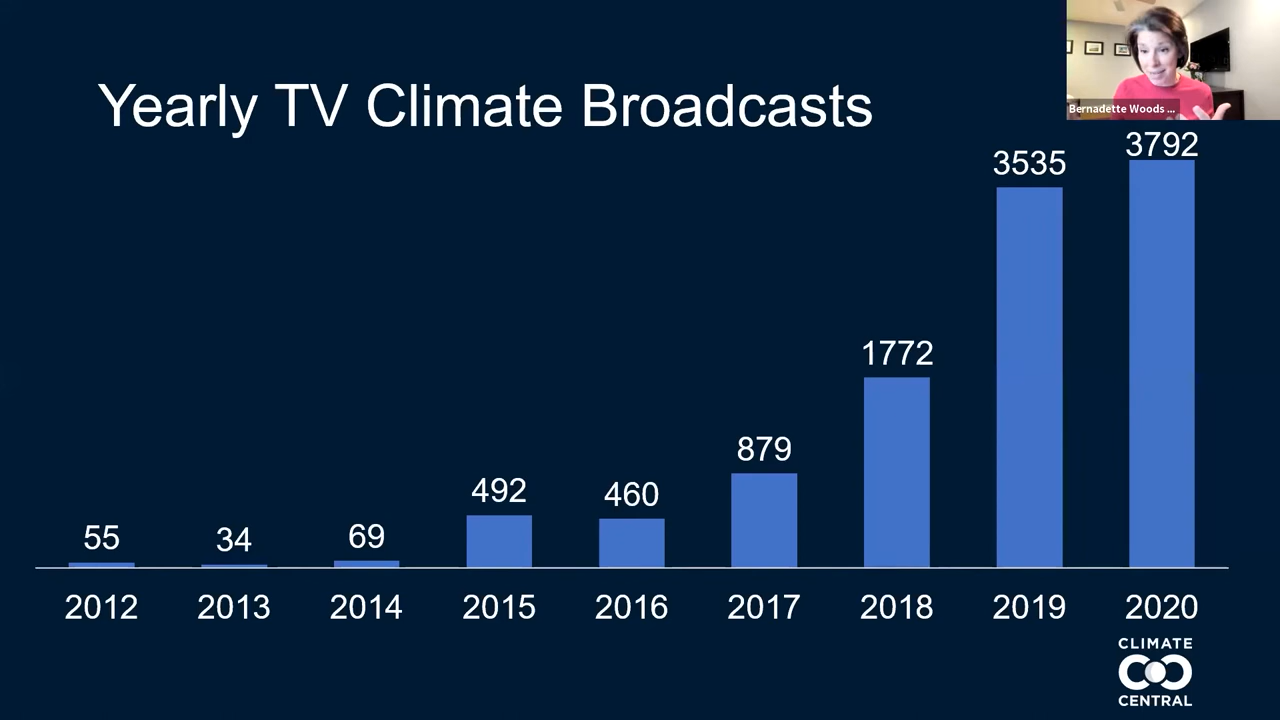 Yearly TV Climate Broadcasts
Bernadette Woods ...
55 34 69 492 460 879 1772 3535 3792
2012 2013 2014 2015 2016 2017 2018 2019 2020
CLIMATE
CENTRAL